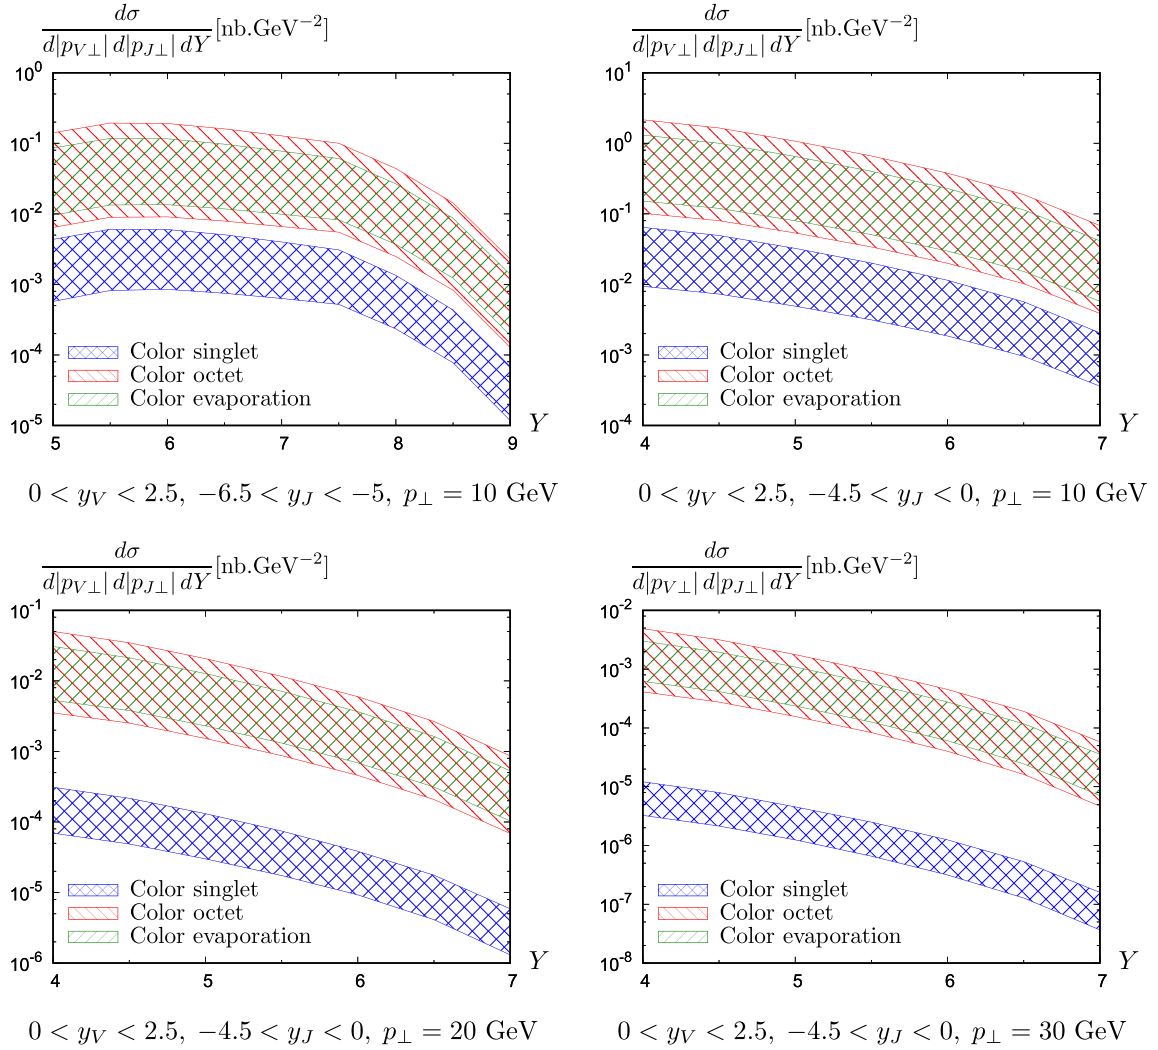 dσ
d|p_{V⊥}| d|p_{J⊥}| dY [nb.GeV^{−2}]
10^0
10^{-1}
10^{-2}
10^{-3}
10^{-4}
10^{-5}
Color singlet
Color octet
Color evaporation
5 6 7 8 9 Y
0 < y_V < 2.5, −6.5 < y_J < −5, p_⊥ = 10 GeV
dσ
d|p_{V⊥}| d|p_{J⊥}| dY [nb.GeV^{−2}]
10^1
10^0
10^{-1}
10^{-2}
10^{-3}
10^{-4}
Color singlet
Color octet
Color evaporation
4 5 6 7 Y
0 < y_V < 2.5, −4.5 < y_J < 0, p_⊥ = 10 GeV
dσ
d|p_{V⊥}| d|p_{J⊥}| dY [nb.GeV^{−2}]
10^{-1}
10^{-2}
10^{-3}
10^{-4}
10^{-5}
10^{-6}
Color singlet
Color octet
Color evaporation
4 5 6 7 Y
0 < y_V < 2.5, −4.5 < y_J < 0, p_⊥ = 20 GeV
dσ
d|p_{V⊥}| d|p_{J⊥}| dY [nb.GeV^{−2}]
10^{-2}
10^{-3}
10^{-4}
10^{-5}
10^{-6}
10^{-7}
10^{-8}
Color singlet
Color octet
Color evaporation
4 5 6 7 Y
0 < y_V < 2.5, −4.5 < y_J < 0, p_⊥ = 30 GeV